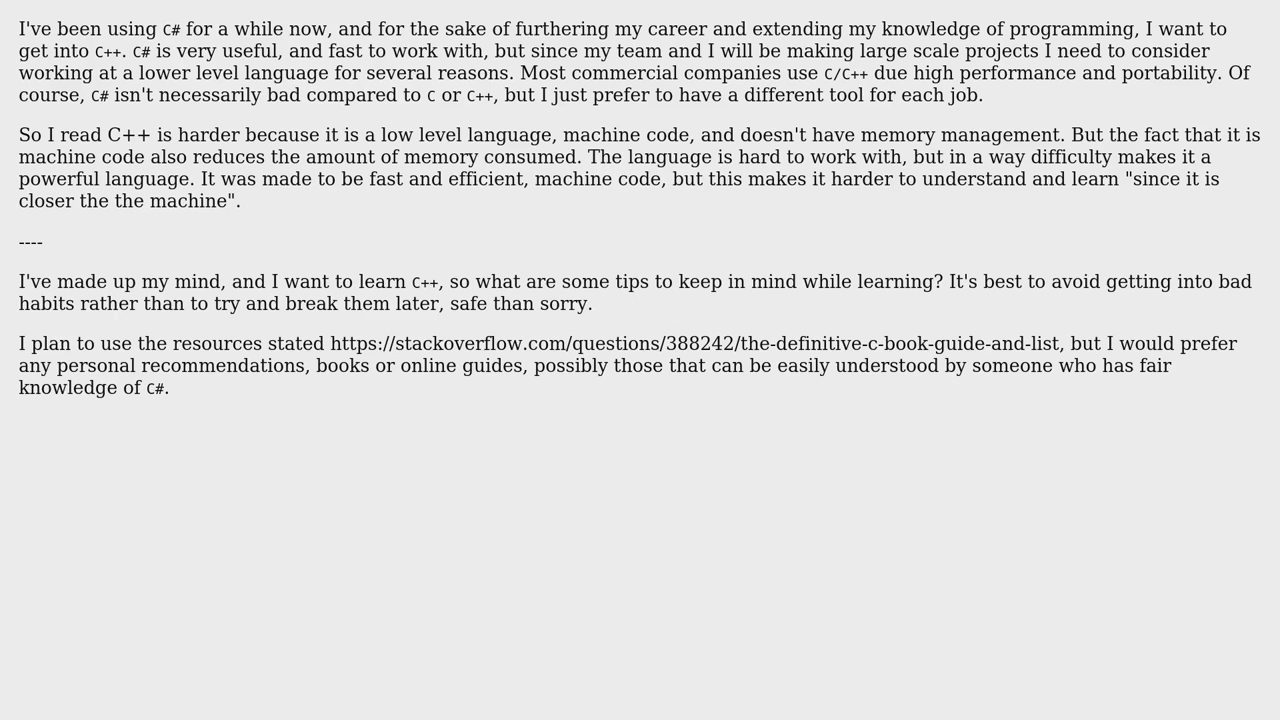 I've been using C# for a while now, and for the sake of furthering my career and extending my knowledge of programming, I want to
get into C++. C# is very useful, and fast to work with, but since my team and I will be making large scale projects I need to consider
working at a lower level language for several reasons. Most commercial companies use C/C++ due high performance and portability. Of
course, C# isn't necessarily bad compared to C or C++, but I just prefer to have a different tool for each job.
So I read C++ is harder because it is a low level language, machine code, and doesn't have memory management. But the fact that it is
machine code also reduces the amount of memory consumed. The language is hard to work with, but in a way difficulty makes it a
powerful language. It was made to be fast and efficient, machine code, but this makes it harder to understand and learn "since it is
closer the the machine".
----
I've made up my mind, and I want to learn C++, so what are some tips to keep in mind while learning? It's best to avoid getting into bad
habits rather than to try and break them later, safe than sorry.
I plan to use the resources stated https://stackoverflow.com/questions/388242/the-definitive-c-book-guide-and-list, but I would prefer
any personal recommendations, books or online guides, possibly those that can be easily understood by someone who has fair
knowledge of C#.